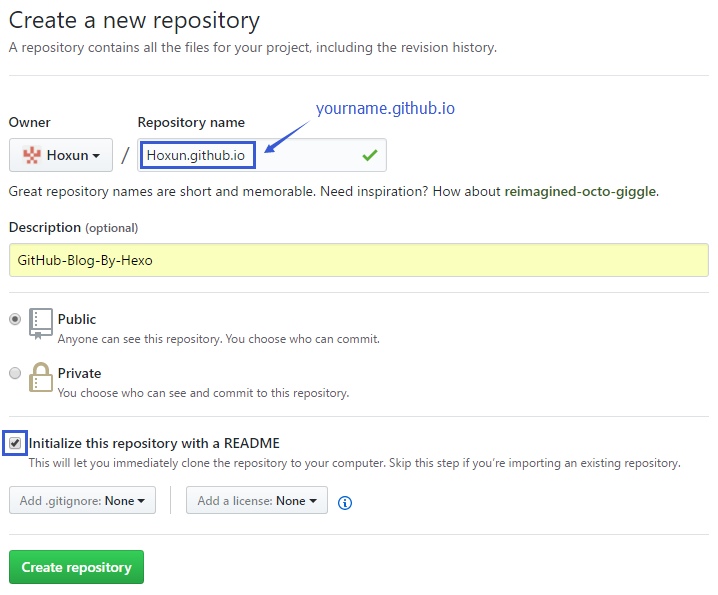 Create a new repository
A repository contains all the files for your project, including the revision history.
yourname.github.io
Owner Repository name
Hoxun / Hoxun.github.io
Great repository names are short and memorable. Need inspiration? How about reimagined-octo-giggle.
Description (optional)
GitHub-Blog-By-Hexo
Public
Anyone can see this repository. You choose who can commit.
Private
You choose who can see and commit to this repository.
Initialize this repository with a README
This will let you immediately clone the repository to your computer. Skip this step if you're importing an existing repository.
Add .gitignore: None Add a license: None
Create repository